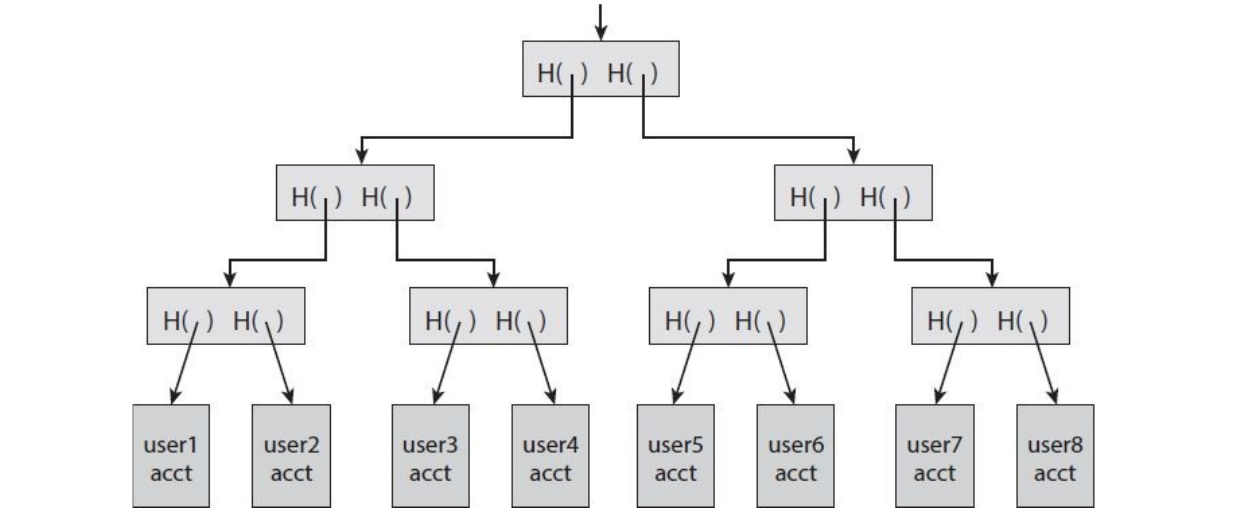 H( ) H( )
H( ) H( )
H( ) H( )
H( ) H( )
H( ) H( )
H( ) H( )
H( ) H( )
user1
acct
user2
acct
user3
acct
user4
acct
user5
acct
user6
acct
user7
acct
user8
acct